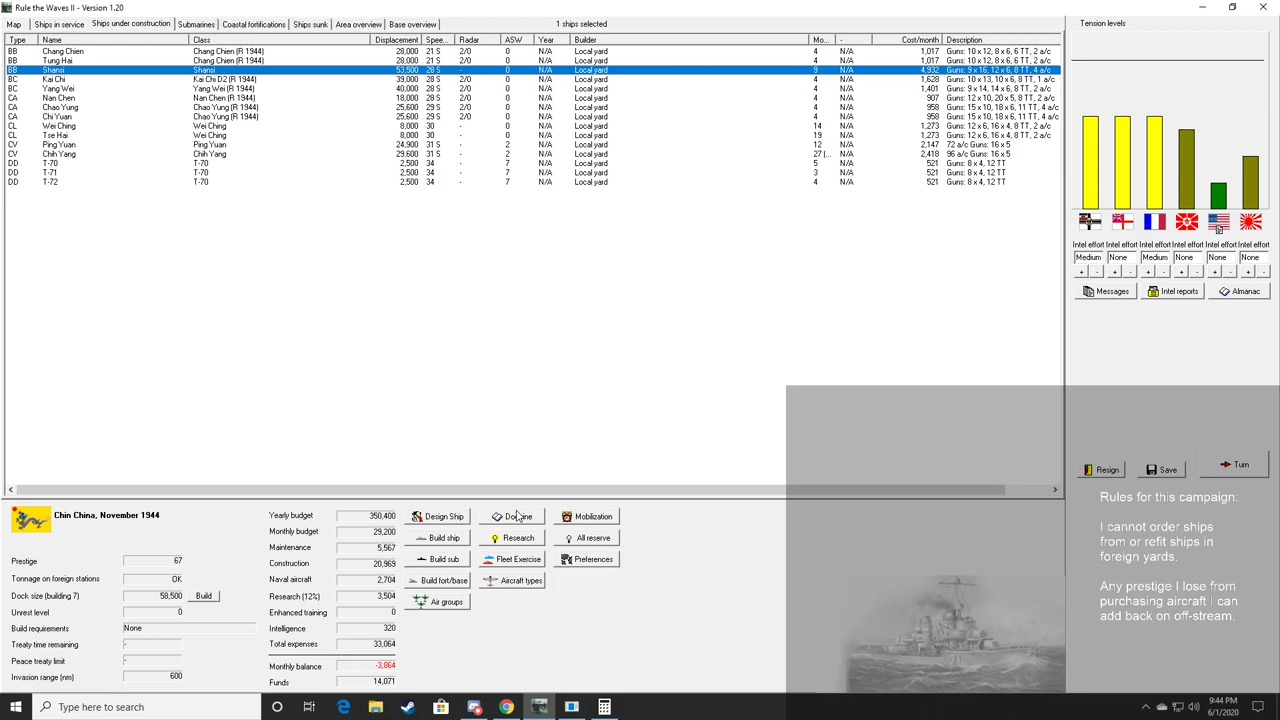 Rule the Waves II - Version 1.20
Map Ships in service Ships under construction Submarines Coastal fortifications Ships sunk Area overview Base overview 1 ships selected Tension levels
Type Name Class Displacement Spee... Radar ASW Year Builder Mo... - Cost/month Description
BB Chang Chien Chang Chien (R 1944) 28,000 21 S 2/0 0 N/A Local yard 4 N/A 1,017 Guns: 10 x 12, 8 x 6, 6 TT, 2 a/c
BB Tung Hai Chang Chien (R 1944) 28,000 21 S 2/0 0 N/A Local yard 4 N/A 1,017 Guns: 10 x 12, 8 x 6, 6 TT, 2 a/c
BB Shansi Shansi 53,500 28 S - 0 N/A Local yard 9 N/A 4,932 Guns: 9 x 16, 12 x 6, 8 TT, 4 a/c
BC Kai Chi Kai Chi D2 (R 1944) 39,000 28 S 2/0 0 N/A Local yard 4 N/A 1,628 Guns: 10 x 13, 10 x 6, 8 TT, 1 a/c
BC Yang Wei Yang Wei (R 1944) 40,000 28 S 2/0 0 N/A Local yard 4 N/A 1,401 Guns: 9 x 14, 14 x 6, 8 TT, 2 a/c
CA Nan Chen Nan Chen (R 1944) 18,000 28 S 2/0 0 N/A Local yard 4 N/A 907 Guns: 12 x 10, 20 x 5, 8 TT, 2 a/c
CA Chao Yung Chao Yung (R 1944) 25,600 29 S 2/0 0 N/A Local yard 4 N/A 958 Guns: 15 x 10, 18 x 6, 11 TT, 4 a/c
CA Chi Yuan Chao Yung (R 1944) 25,600 29 S 2/0 0 N/A Local yard 4 N/A 958 Guns: 15 x 10, 18 x 6, 11 TT, 4 a/c
CL Wei Ching Wei Ching 8,000 30 - 0 N/A Local yard 14 N/A 1,273 Guns: 12 x 6, 16 x 4, 8 TT, 2 a/c
CL Tse Hai Wei Ching 8,000 30 - 0 N/A Local yard 19 N/A 1,273 Guns: 12 x 6, 16 x 4, 8 TT, 2 a/c
CV Ping Yuan Ping Yuan 24,900 31 S - 2 N/A Local yard 12 N/A 2,147 72 a/c Guns: 16 x 5
CV Chih Yang Chih Yang 29,600 31 S - 2 N/A Local yard 27 (... N/A 2,418 96 a/c Guns: 16 x 5
DD T-70 T-70 2,500 34 - 7 N/A Local yard 5 N/A 521 Guns: 8 x 4, 12 TT
DD T-71 T-70 2,500 34 - 7 N/A Local yard 3 N/A 521 Guns: 8 x 4, 12 TT
DD T-72 T-70 2,500 34 - 7 N/A Local yard 4 N/A 521 Guns: 8 x 4, 12 TT
Intel effort Intel effort Intel effort Intel effort Intel effort Intel effort
Medium None Medium None None None
+ - + - + - + - + - + -
Messages Intel reports Almanac
Resign Save Turn
Rules for this campaign:
I cannot order ships
from or refit ships in
foreign yards.
Any prestige I lose from
purchasing aircraft I can
add back on off-stream.
Chin China, November 1944
Prestige 67
Tonnage on foreign stations OK
Dock size (building 7) 58,500 Build
Unrest level 0
Build requirements None
Treaty time remaining -
Peace treaty limit -
Invasion range (nm) 600
Yearly budget 350,400
Monthly budget 29,200
Maintenance 5,567
Construction 20,969
Naval aircraft 2,704
Research (12%) 3,504
Enhanced training 0
Intelligence 320
Total expenses 33,064
Monthly balance -3,864
Funds 14,071
Design Ship Doctrine Mobilization
Build ship Research All reserve
Build sub Fleet Exercise Preferences
Build fort/base Aircraft types
Air groups
Type here to search
9:44 PM
6/1/2020